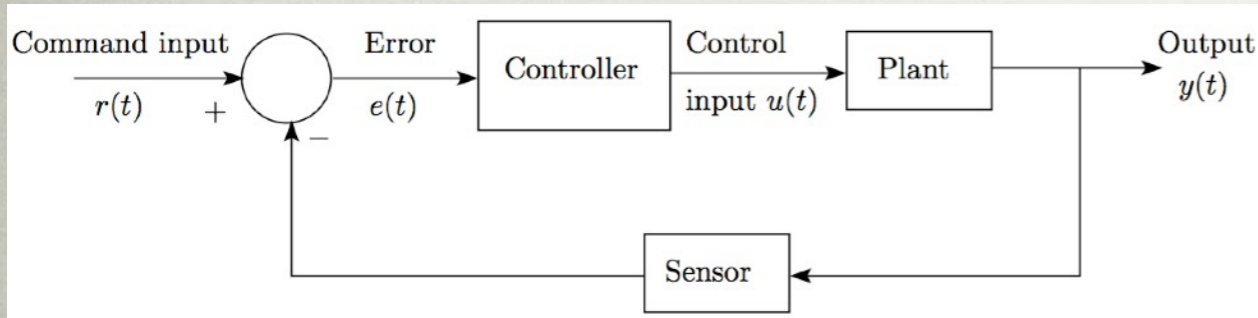 Command input
r(t)
+
−
Error
e(t)
Controller
Control
input u(t)
Plant
Output
y(t)
Sensor